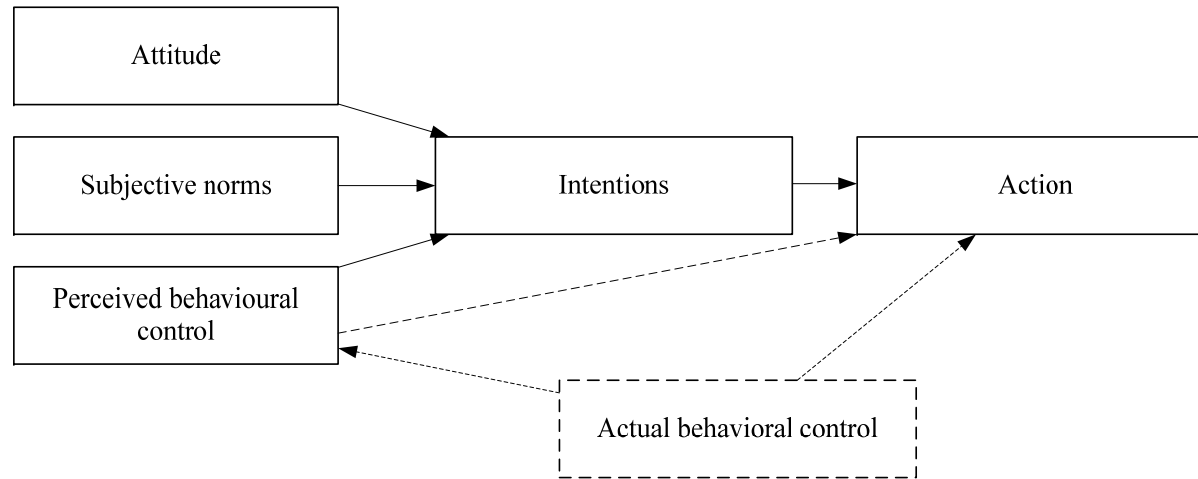 Attitude
Subjective norms
Intentions
Action
Perceived behavioural
control
Actual behavioral control